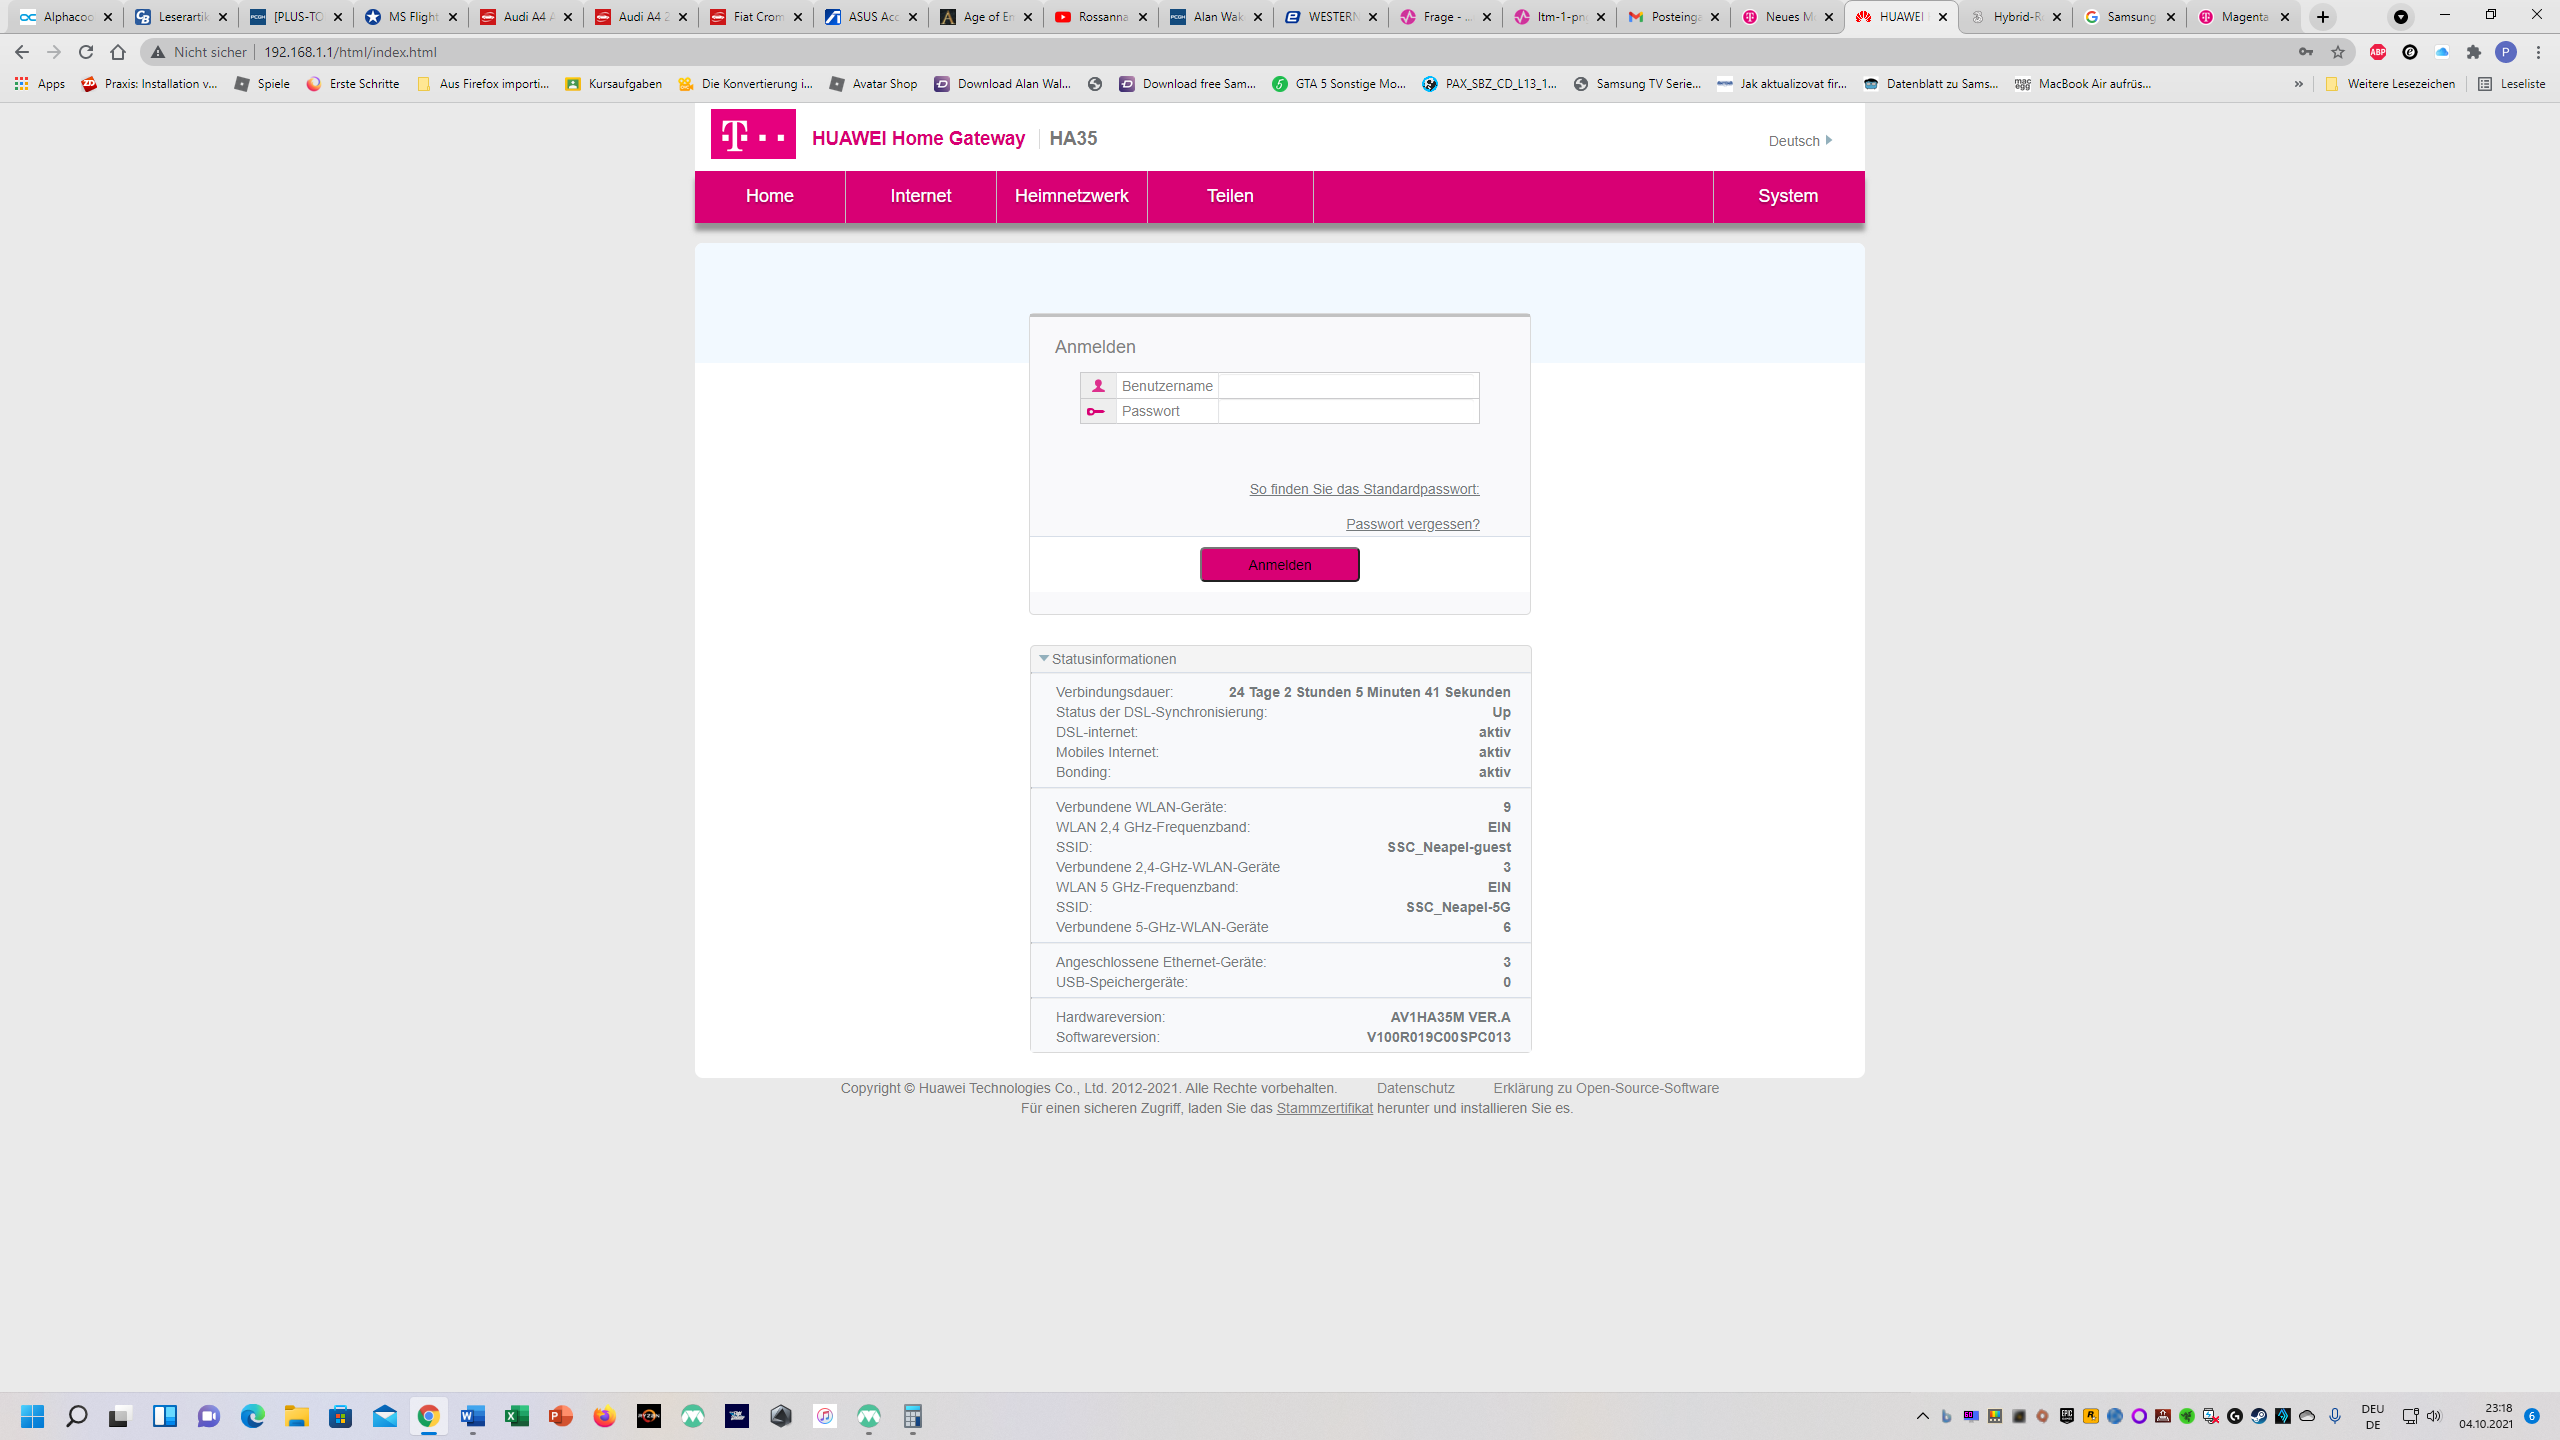 Alphacoo
Leserartik
[PLUS-TO
MS Flight
Audi A4 A
Audi A4 2
Fiat Crom
ASUS Acc
Age of En
Rossanna
Alan Wak
WESTERN
Frage - ..
ltm-1-pn
Posteinga
Neues M
HUAWEI
Hybrid-R
Samsung
Magenta
Nicht sicher
192.168.1.1/html/index.html
ABP
P
Apps
Praxis: Installation v...
Spiele
Erste Schritte
Aus Firefox importi...
Kursaufgaben
Die Konvertierung i...
Avatar Shop
Download Alan Wal...
Download free Sam...
GTA 5 Sonstige Mo...
PAX_SBZ_CD_L13_1...
Samsung TV Serie...
Jak aktualizovat fir...
Datenblatt zu Sams...
MacBook Air aufrüs...
»
Weitere Lesezeichen
Leseliste
T
HUAWEI Home Gateway
HA35
Deutsch
Home
Internet
Heimnetzwerk
Teilen
System
Anmelden
Benutzername
Passwort
So finden Sie das Standardpasswort:
Passwort vergessen?
Anmelden
Statusinformationen
Verbindungsdauer: 24 Tage 2 Stunden 5 Minuten 41 Sekunden
Status der DSL-Synchronisierung: Up
DSL-internet: aktiv
Mobiles Internet: aktiv
Bonding: aktiv
Verbundene WLAN-Geräte: 9
WLAN 2,4 GHz-Frequenzband: EIN
SSID: SSC_Neapel-guest
Verbundene 2,4-GHz-WLAN-Geräte 3
WLAN 5 GHz-Frequenzband: EIN
SSID: SSC_Neapel-5G
Verbundene 5-GHz-WLAN-Geräte 6
Angeschlossene Ethernet-Geräte: 3
USB-Speichergeräte: 0
Hardwareversion: AV1HA35M VER.A
Softwareversion: V100R019C00SPC013
Copyright © Huawei Technologies Co., Ltd. 2012-2021. Alle Rechte vorbehalten. Datenschutz Erklärung zu Open-Source-Software
Für einen sicheren Zugriff, laden Sie das Stammzertifikat herunter und installieren Sie es.
DEU
DE
23:18
04.10.2021
6